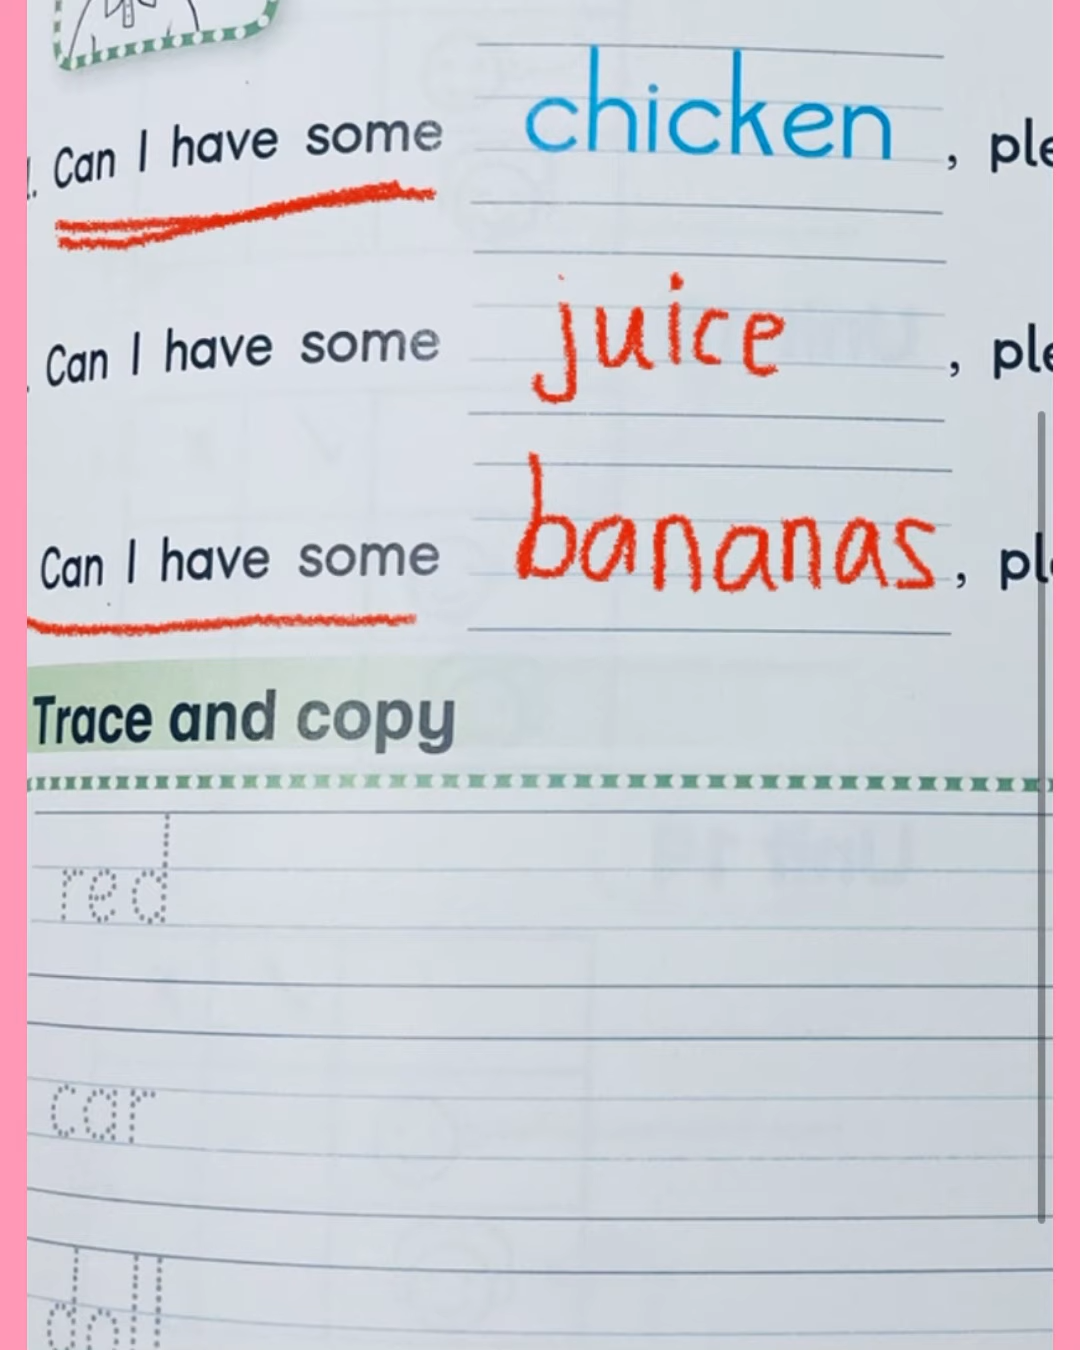 Can I have some chicken, ple
Can I have some juice, ple
Can I have some bananas, pl
Trace and copy
red
car
doll